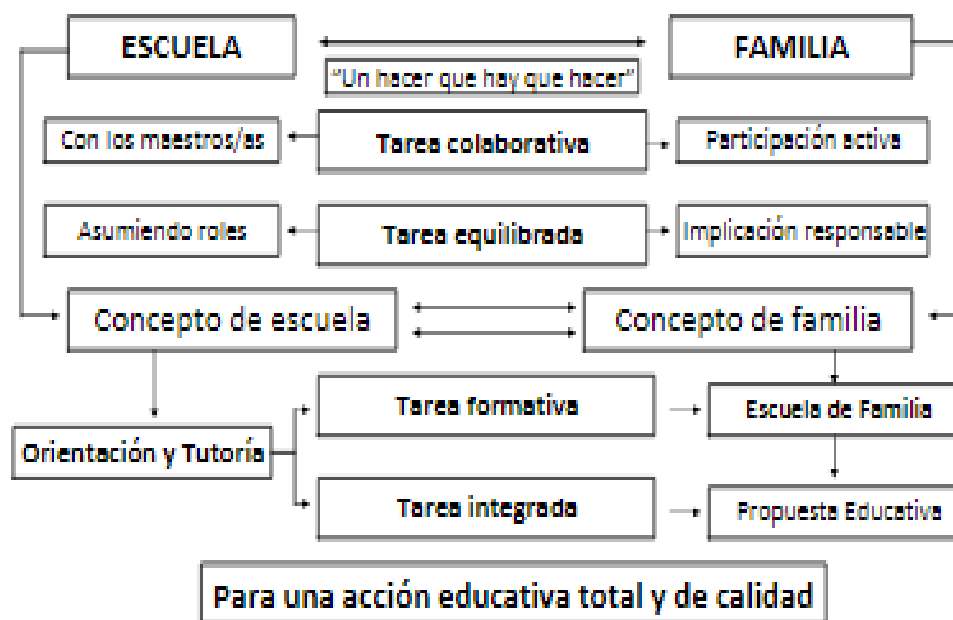 ESCUELA
FAMILIA
"Un hacer que hay que hacer"
Con los maestros/as
Tarea colaborativa
Participación activa
Asumiendo roles
Tarea equilibrada
Implicación responsable
Concepto de escuela
Concepto de familia
Tarea formativa
Escuela de Familia
Orientación y Tutoría
Tarea integrada
Propuesta Educativa
Para una acción educativa total y de calidad